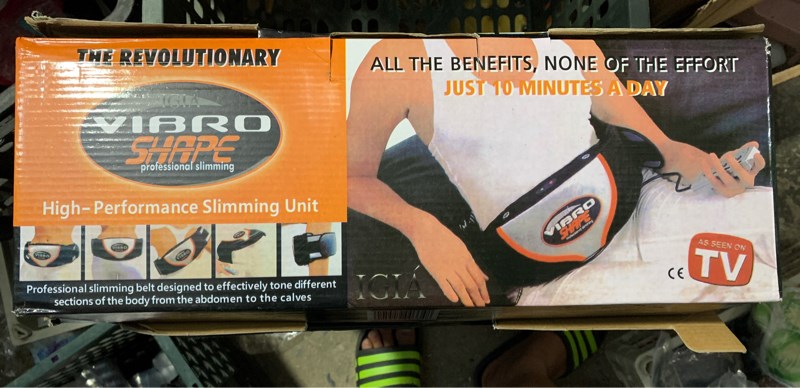 THE REVOLUTIONARY
IGIA
VIBRO
SHAPE
professional slimming
High-Performance Slimming Unit
Professional slimming belt designed to effectively tone different
sections of the body from the abdomen to the calves
ALL THE BENEFITS, NONE OF THE EFFORT
JUST 10 MINUTES A DAY
VIBRO
SHAPE
IGIÁ
CE
AS SEEN ON
TV